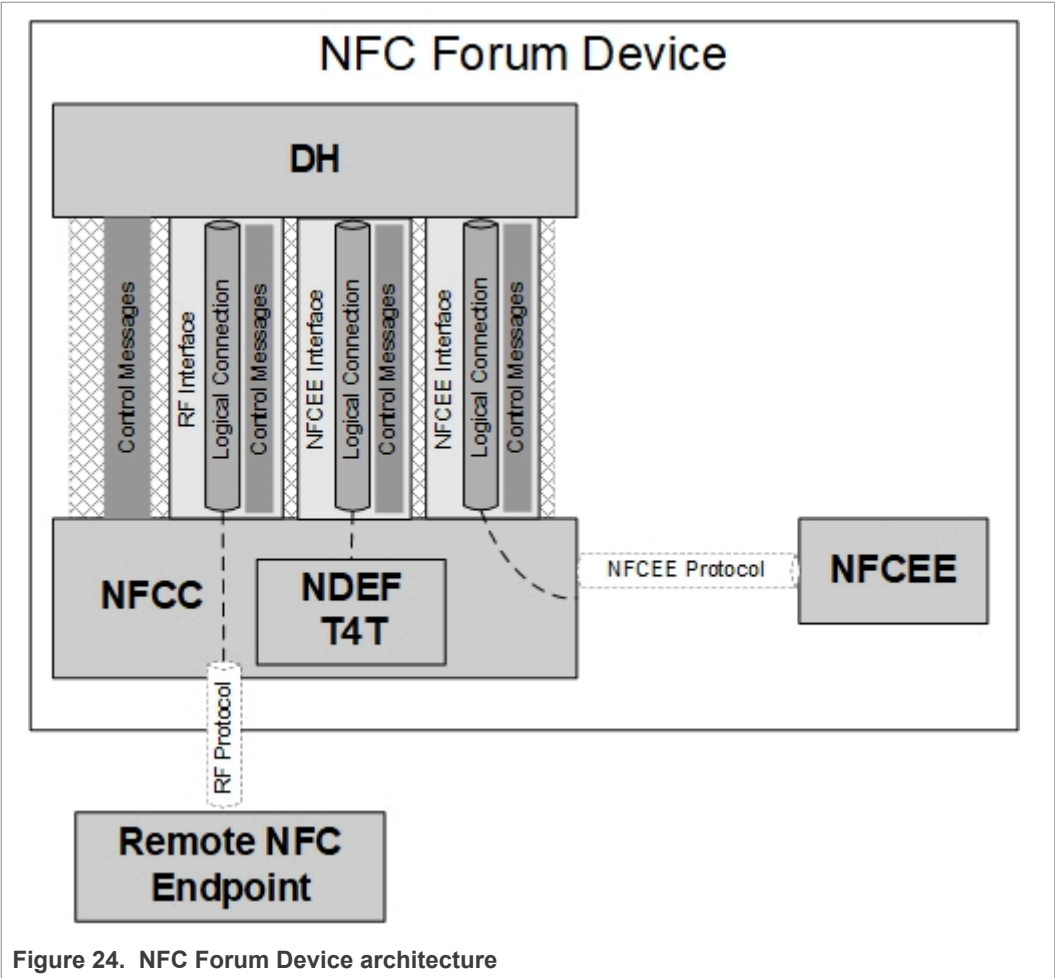 NFC Forum Device
DH
Control Messages
RF Interface
Logical Connection
Control Messages
NFCEE Interface
Logical Connection
Control Messages
NFCEE Interface
Logical Connection
Control Messages
NFCC
NDEF
T4T
NFCEE Protocol
NFCEE
RF Protocol
Remote NFC
Endpoint
Figure 24. NFC Forum Device architecture